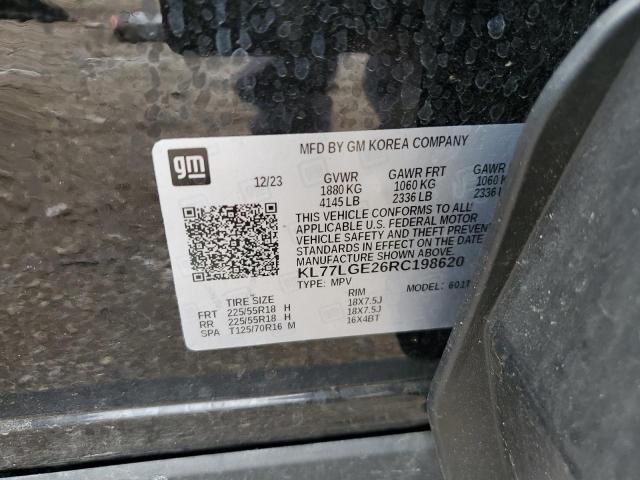 gm
MFD BY GM KOREA COMPANY
12/23
GVWR GAWR FRT GAWR
1880 KG 1060 KG 1060
4145 LB 2336 LB 2336
THIS VEHICLE CONFORMS TO ALL
APPLICABLE U.S. FEDERAL MOTOR
VEHICLE SAFETY AND THEFT PREVENT
STANDARDS IN EFFECT ON THE DATE
MANUFACTURE SHOWN ABOVE.
KL77LGE26RC198620
TYPE: MPV MODEL:
TIRE SIZE RIM
FRT 225/55R18 H 18X7.5J
RR 225/55R18 H 18X7.5J
SPA T125/70R16 M 16X4BT